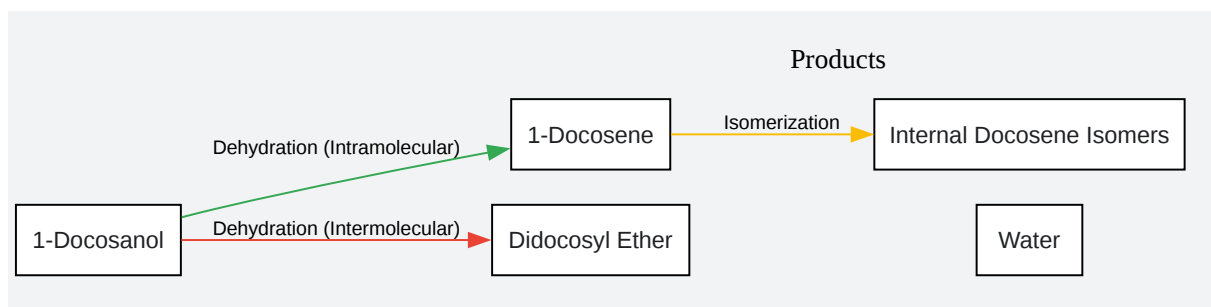 Products
1-Docosene
Isomerization
Internal Docosene Isomers
Dehydration (Intramolecular)
1-Docosanol
Dehydration (Intermolecular)
Didocosyl Ether
Water